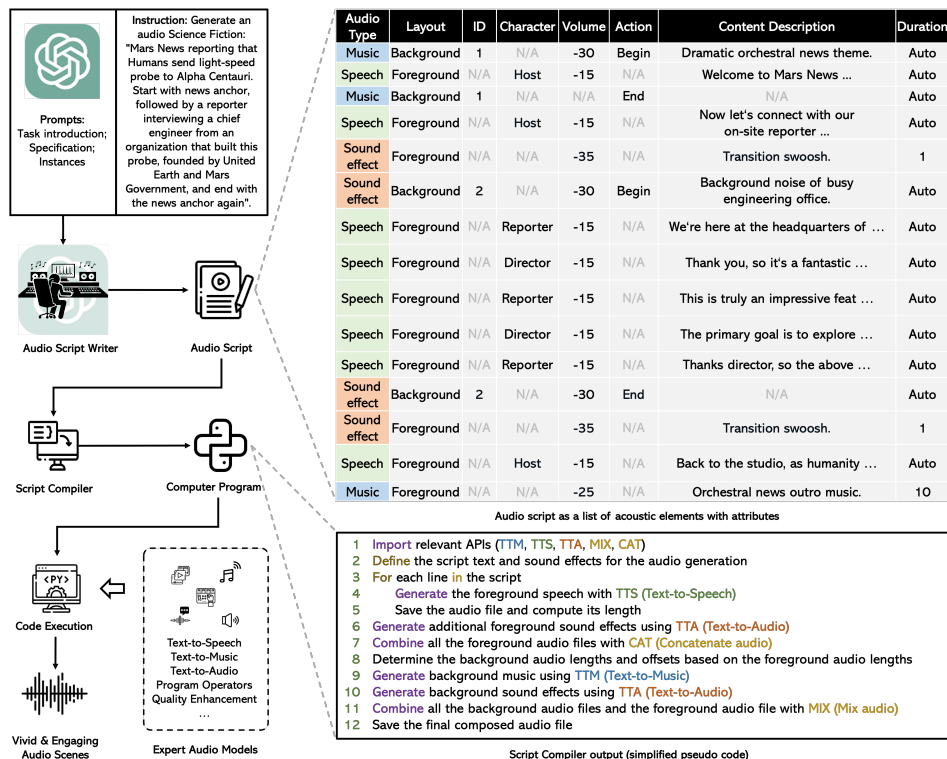 Instruction: Generate an
audio Science Fiction:
"Mars News reporting that
Humans send light-speed
probe to Alpha Centauri.
Start with news anchor,
followed by a reporter
interviewing a chief
engineer from an
organization that built this
probe, founded by United
Earth and Mars
Government, and end with
the news anchor again".
Prompts:
Task introduction;
Specification;
Instances
Audio Script Writer
Audio Script
Script Compiler
Computer Program
<PY>
Code Execution
Text-to-Speech
Text-to-Music
Text-to-Audio
Program Operators
Quality Enhancement
...
Vivid & Engaging
Audio Scenes
Expert Audio Models
Audio Type Layout ID Character Volume Action Content Description Duration
Music Background 1 N/A -30 Begin Dramatic orchestral news theme. Auto
Speech Foreground N/A Host -15 N/A Welcome to Mars News ... Auto
Music Background 1 N/A N/A End N/A Auto
Speech Foreground N/A Host -15 N/A Now let's connect with our on-site reporter ... Auto
Sound effect Foreground N/A N/A -35 N/A Transition swoosh. 1
Sound effect Background 2 N/A -30 Begin Background noise of busy engineering office. Auto
Speech Foreground N/A Reporter -15 N/A We're here at the headquarters of ... Auto
Speech Foreground N/A Director -15 N/A Thank you, so it's a fantastic ... Auto
Speech Foreground N/A Reporter -15 N/A This is truly an impressive feat ... Auto
Speech Foreground N/A Director -15 N/A The primary goal is to explore ... Auto
Speech Foreground N/A Reporter -15 N/A Thanks director, so the above ... Auto
Sound effect Background 2 N/A -30 End N/A Auto
Sound effect Foreground N/A N/A -35 N/A Transition swoosh. 1
Speech Foreground N/A Host -15 N/A Back to the studio, as humanity ... Auto
Music Foreground N/A N/A -25 N/A Orchestral news outro music. 10
Audio script as a list of acoustic elements with attributes
1 Import relevant APIs (TTM, TTS, TTA, MIX, CAT)
2 Define the script text and sound effects for the audio generation
3 For each line in the script
4 Generate the foreground speech with TTS (Text-to-Speech)
5 Save the audio file and compute its length
6 Generate additional foreground sound effects using TTA (Text-to-Audio)
7 Combine all the foreground audio files with CAT (Concatenate audio)
8 Determine the background audio lengths and offsets based on the foreground audio lengths
9 Generate background music using TTM (Text-to-Music)
10 Generate background sound effects using TTA (Text-to-Audio)
11 Combine all the background audio files and the foreground audio file with MIX (Mix audio)
12 Save the final composed audio file
Script Compiler output (simplified pseudo code)